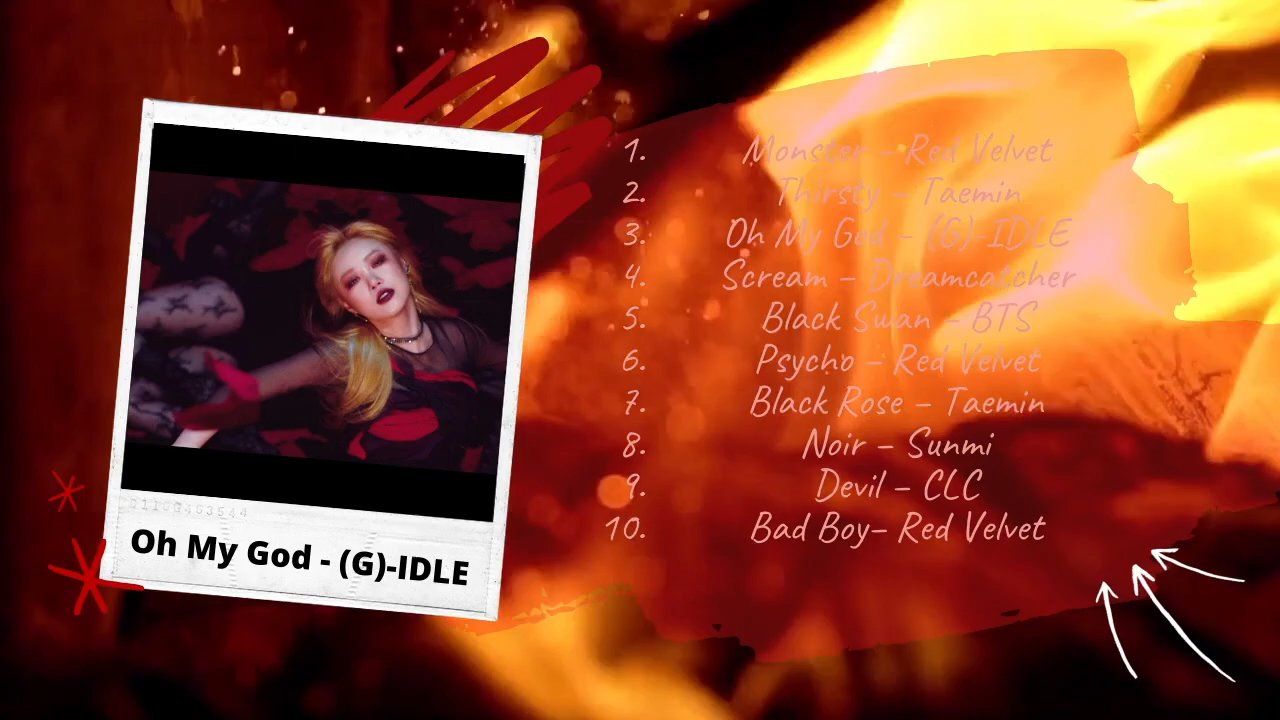 1. Monster – Red Velvet
2. Thirsty – Taemin
3. Oh My God – (G)-IDLE
4. Scream – Dreamcatcher
5. Black Swan – BTS
6. Psycho – Red Velvet
7. Black Rose – Taemin
8. Noir – Sunmi
9. Devil – CLC
10. Bad Boy– Red Velvet
Oh My God - (G)-IDLE